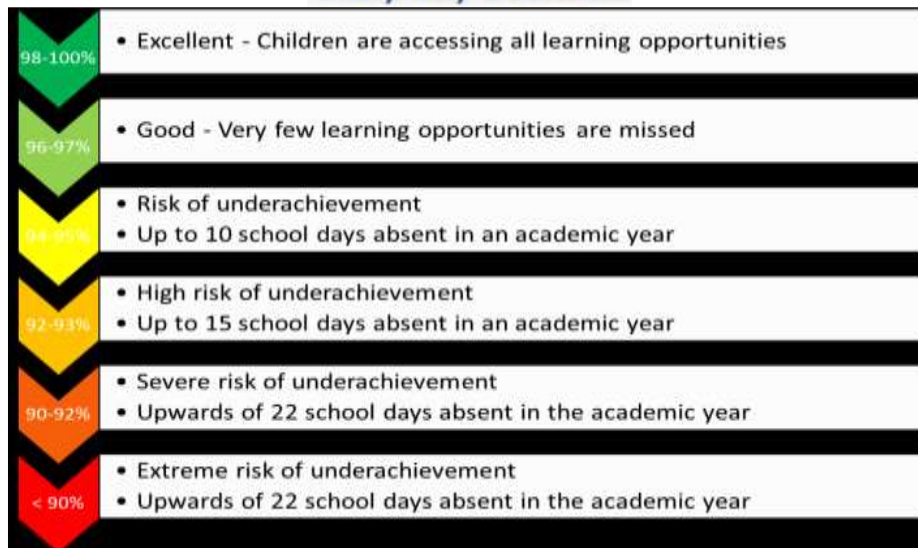 98-100%
• Excellent - Children are accessing all learning opportunities
96-97%
• Good - Very few learning opportunities are missed
94-95%
• Risk of underachievement
• Up to 10 school days absent in an academic year
92-93%
• High risk of underachievement
• Up to 15 school days absent in an academic year
90-92%
• Severe risk of underachievement
• Upwards of 22 school days absent in the academic year
< 90%
• Extreme risk of underachievement
• Upwards of 22 school days absent in the academic year